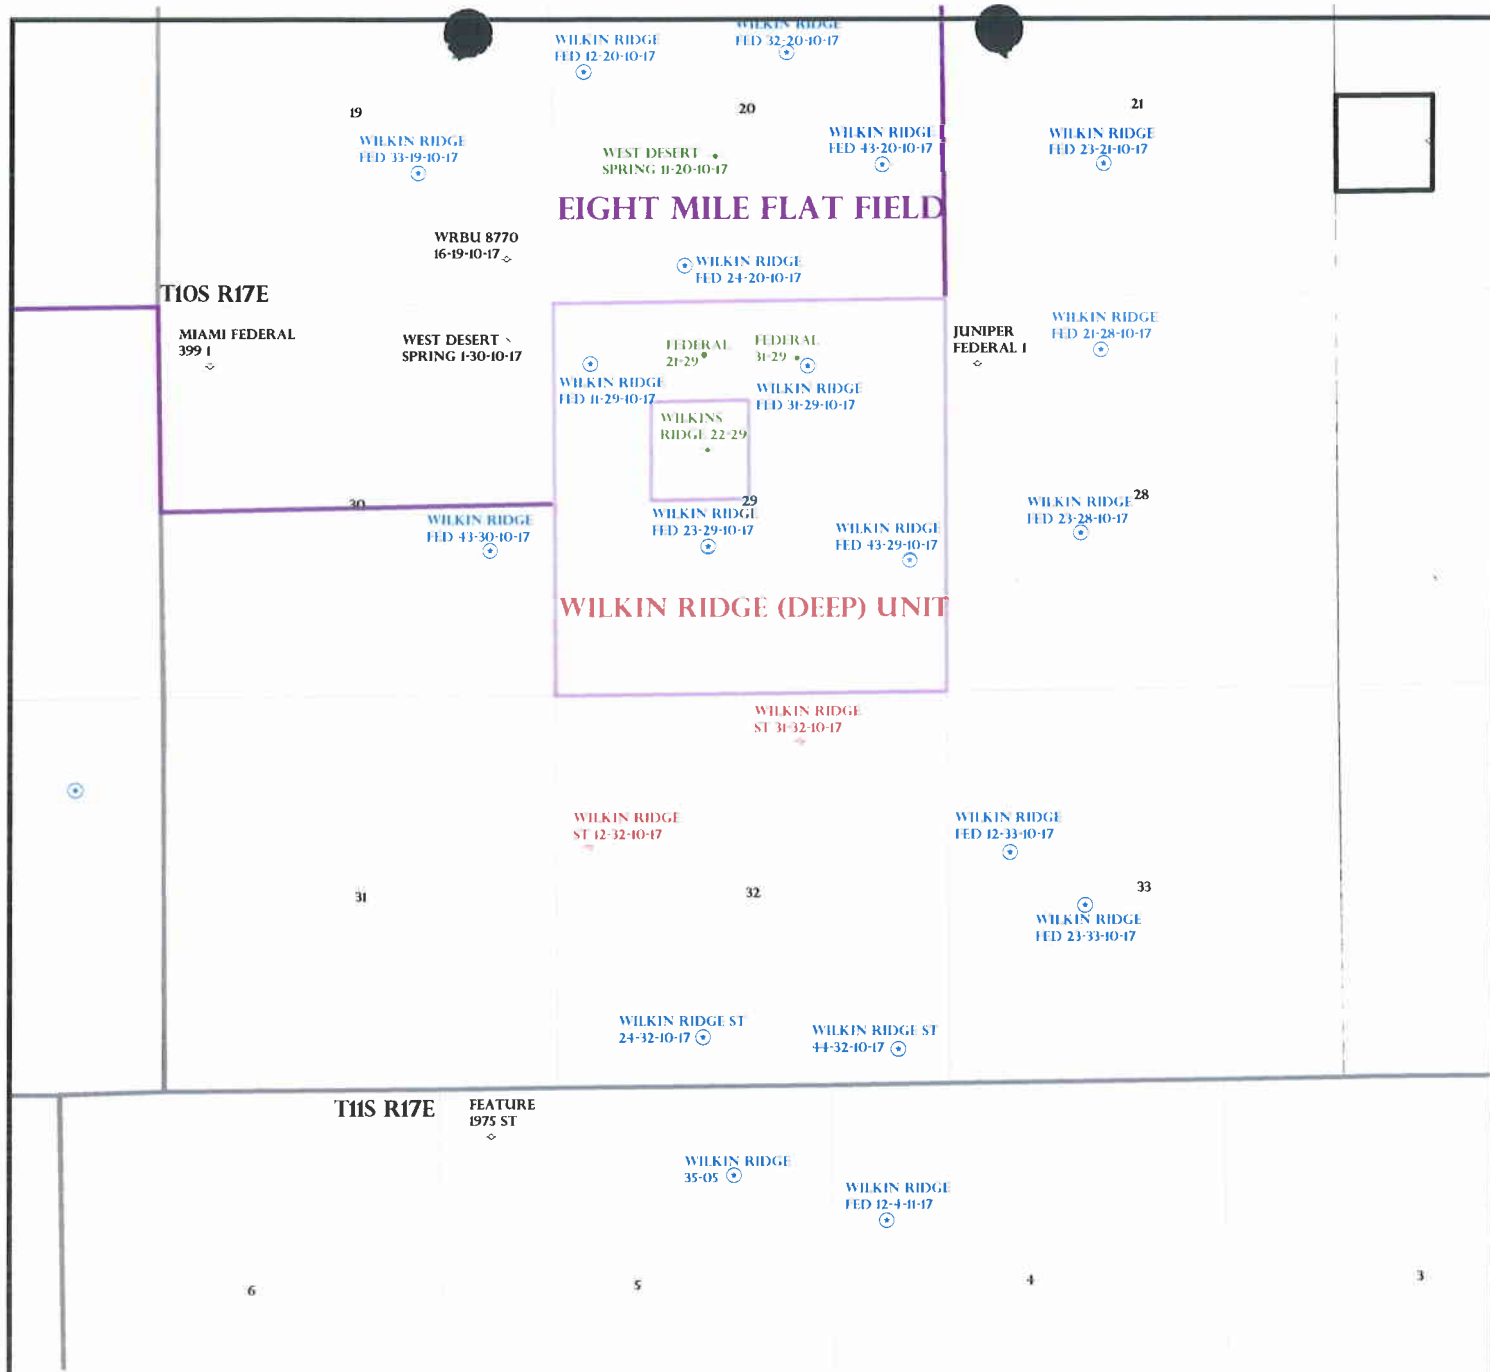 WILKIN RIDGE
FED 32-20-10-17
WILKIN RIDGE
FED 12-20-10-17
19
20
21
WILKIN RIDGE
FED 33-19-10-17
WEST DESERT
SPRING 11-20-10-17
WILKIN RIDGE
FED 43-20-10-17
WILKIN RIDGE
FED 23-21-10-17
EIGHT MILE FLAT FIELD
WRBU 8770
16-19-10-17
WILKIN RIDGE
FED 24-20-10-17
T10S R17E
MIAMI FEDERAL
399 1
WEST DESERT
SPRING 1-30-10-17
FEDERAL
21-29
FEDERAL
31-29
JUNIPER
FEDERAL 1
WILKIN RIDGE
FED 21-28-10-17
WILKIN RIDGE
FED 11-29-10-17
WILKIN RIDGE
FED 31-29-10-17
WILKINS
RIDGE 22-29
30
29
28
WILKIN RIDGE
FED 43-30-10-17
WILKIN RIDGE
FED 23-29-10-17
WILKIN RIDGE
FED 43-29-10-17
WILKIN RIDGE
FED 23-28-10-17
WILKIN RIDGE (DEEP) UNIT
WILKIN RIDGE
ST 31-32-10-17
WILKIN RIDGE
ST 12-32-10-17
WILKIN RIDGE
FED 12-33-10-17
31
32
33
WILKIN RIDGE
FED 23-33-10-17
WILKIN RIDGE ST
24-32-10-17
WILKIN RIDGE ST
44-32-10-17
T11S R17E
FEATURE
1975 ST
WILKIN RIDGE
35-05
WILKIN RIDGE
FED 12-4-11-17
6
5
4
3